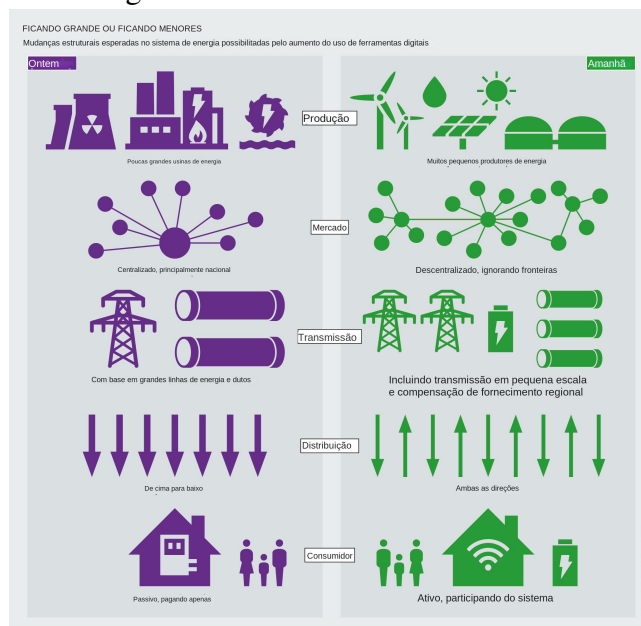 FICANDO GRANDE OU FICANDO MENORES
Mudanças estruturais esperadas no sistema de energia possibilitadas pelo aumento do uso de ferramentas digitais
Ontem
Amanhã
Produção
Poucas grandes usinas de energia
Muitos pequenos produtores de energia
Mercado
Centralizado, principalmente nacional
Descentralizado, ignorando fronteiras
Transmissão
Com base em grandes linhas de energia e dutos
Incluindo transmissão em pequena escala
e compensação de fornecimento regional
Distribuição
De cima para baixo
Ambas as direções
Consumidor
Passivo, pagando apenas
Ativo, participando do sistema